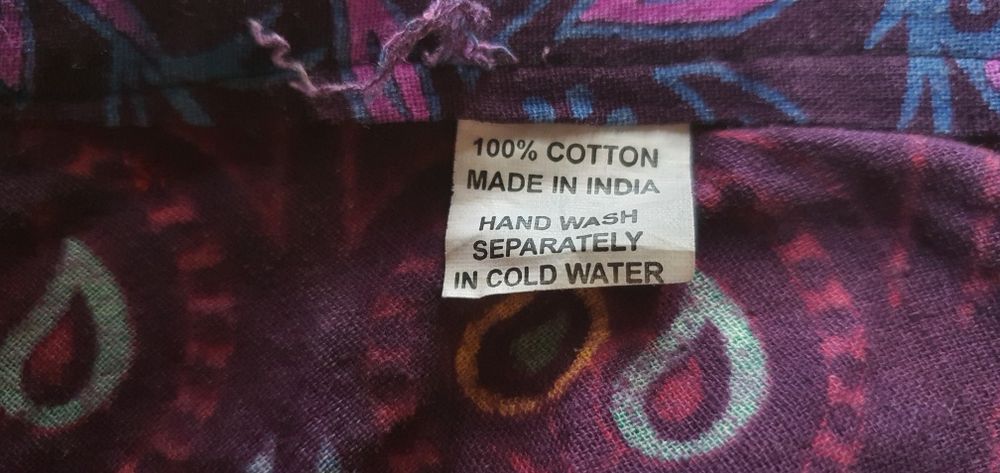 100% COTTON
MADE IN INDIA
HAND WASH
SEPARATELY
IN COLD WATER